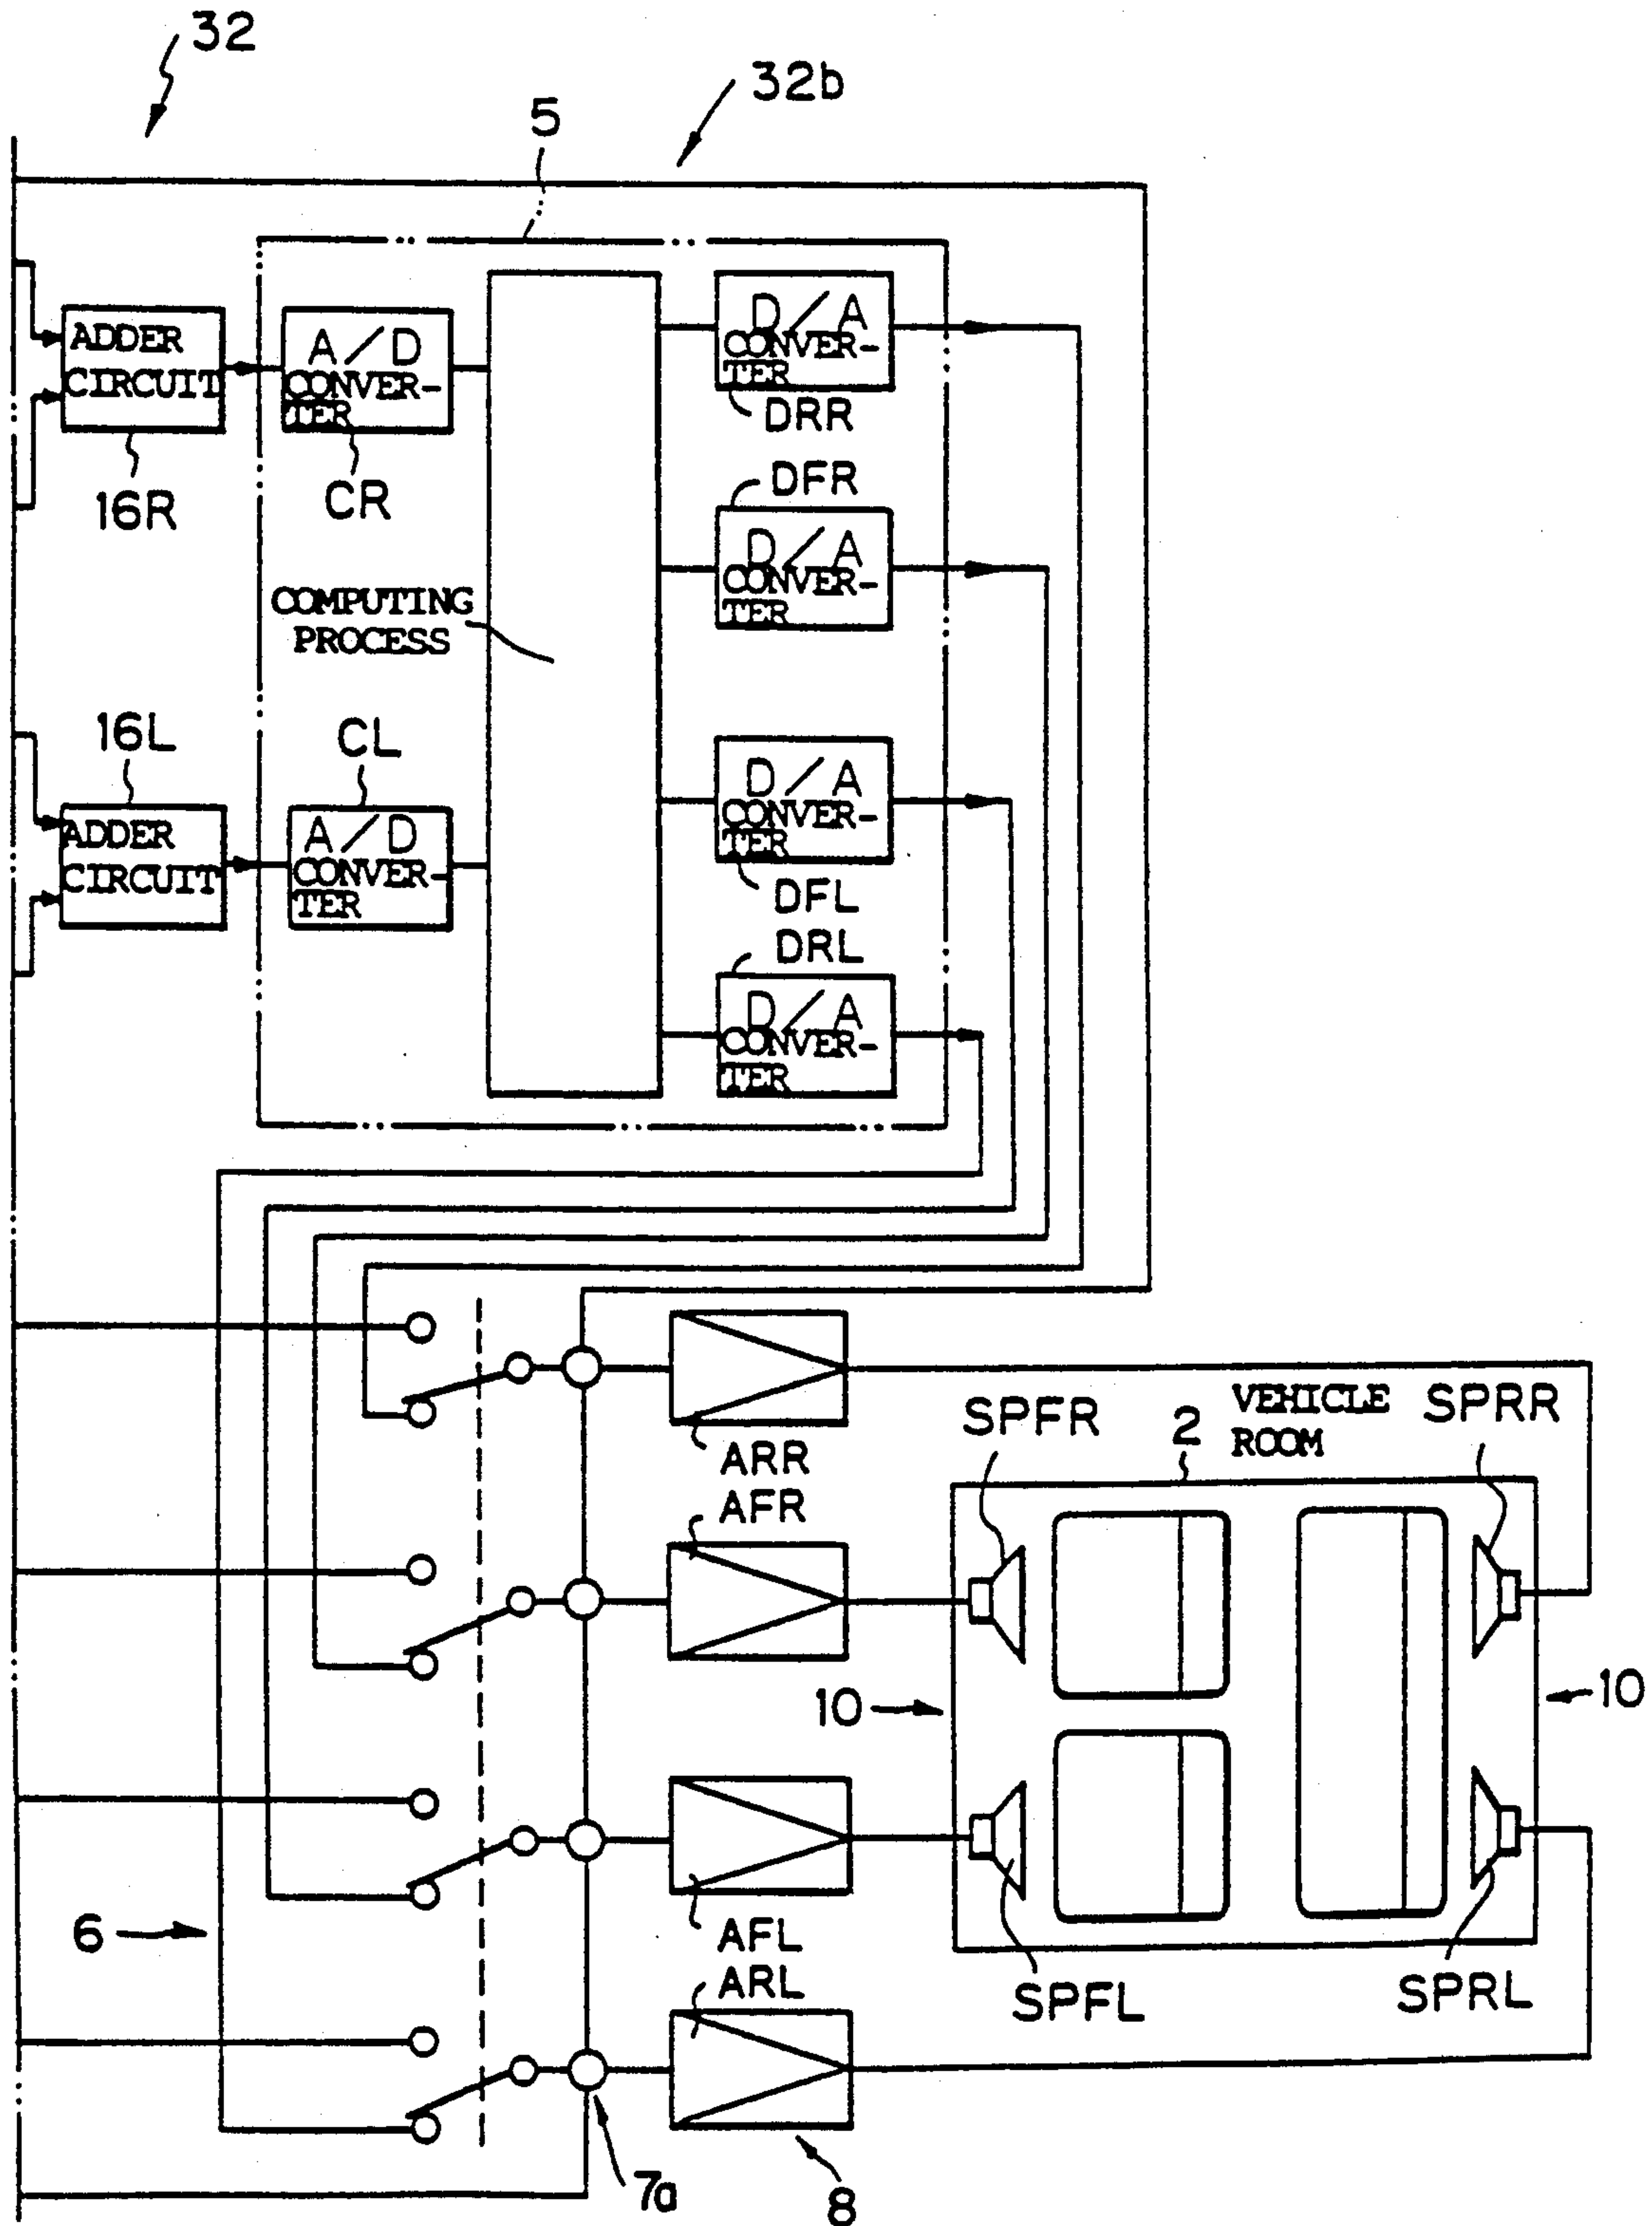 32
32b
5
ADDER
CIRCUIT
16R
A/D
CONVER-
TER
CR
D/A
CONVER-
TER
DRR
DFR
D/A
CONVER-
TER
COMPUTING
PROCESS
16L
ADDER
CIRCUIT
CL
A/D
CONVER-
TER
D/A
CONVER-
TER
DFL
DRL
D/A
CONVER-
TER
ARR
AFR
SPFR
2
VEHICLE
ROOM
SPRR
10
10
6
AFL
ARL
SPFL
SPRL
7a
8